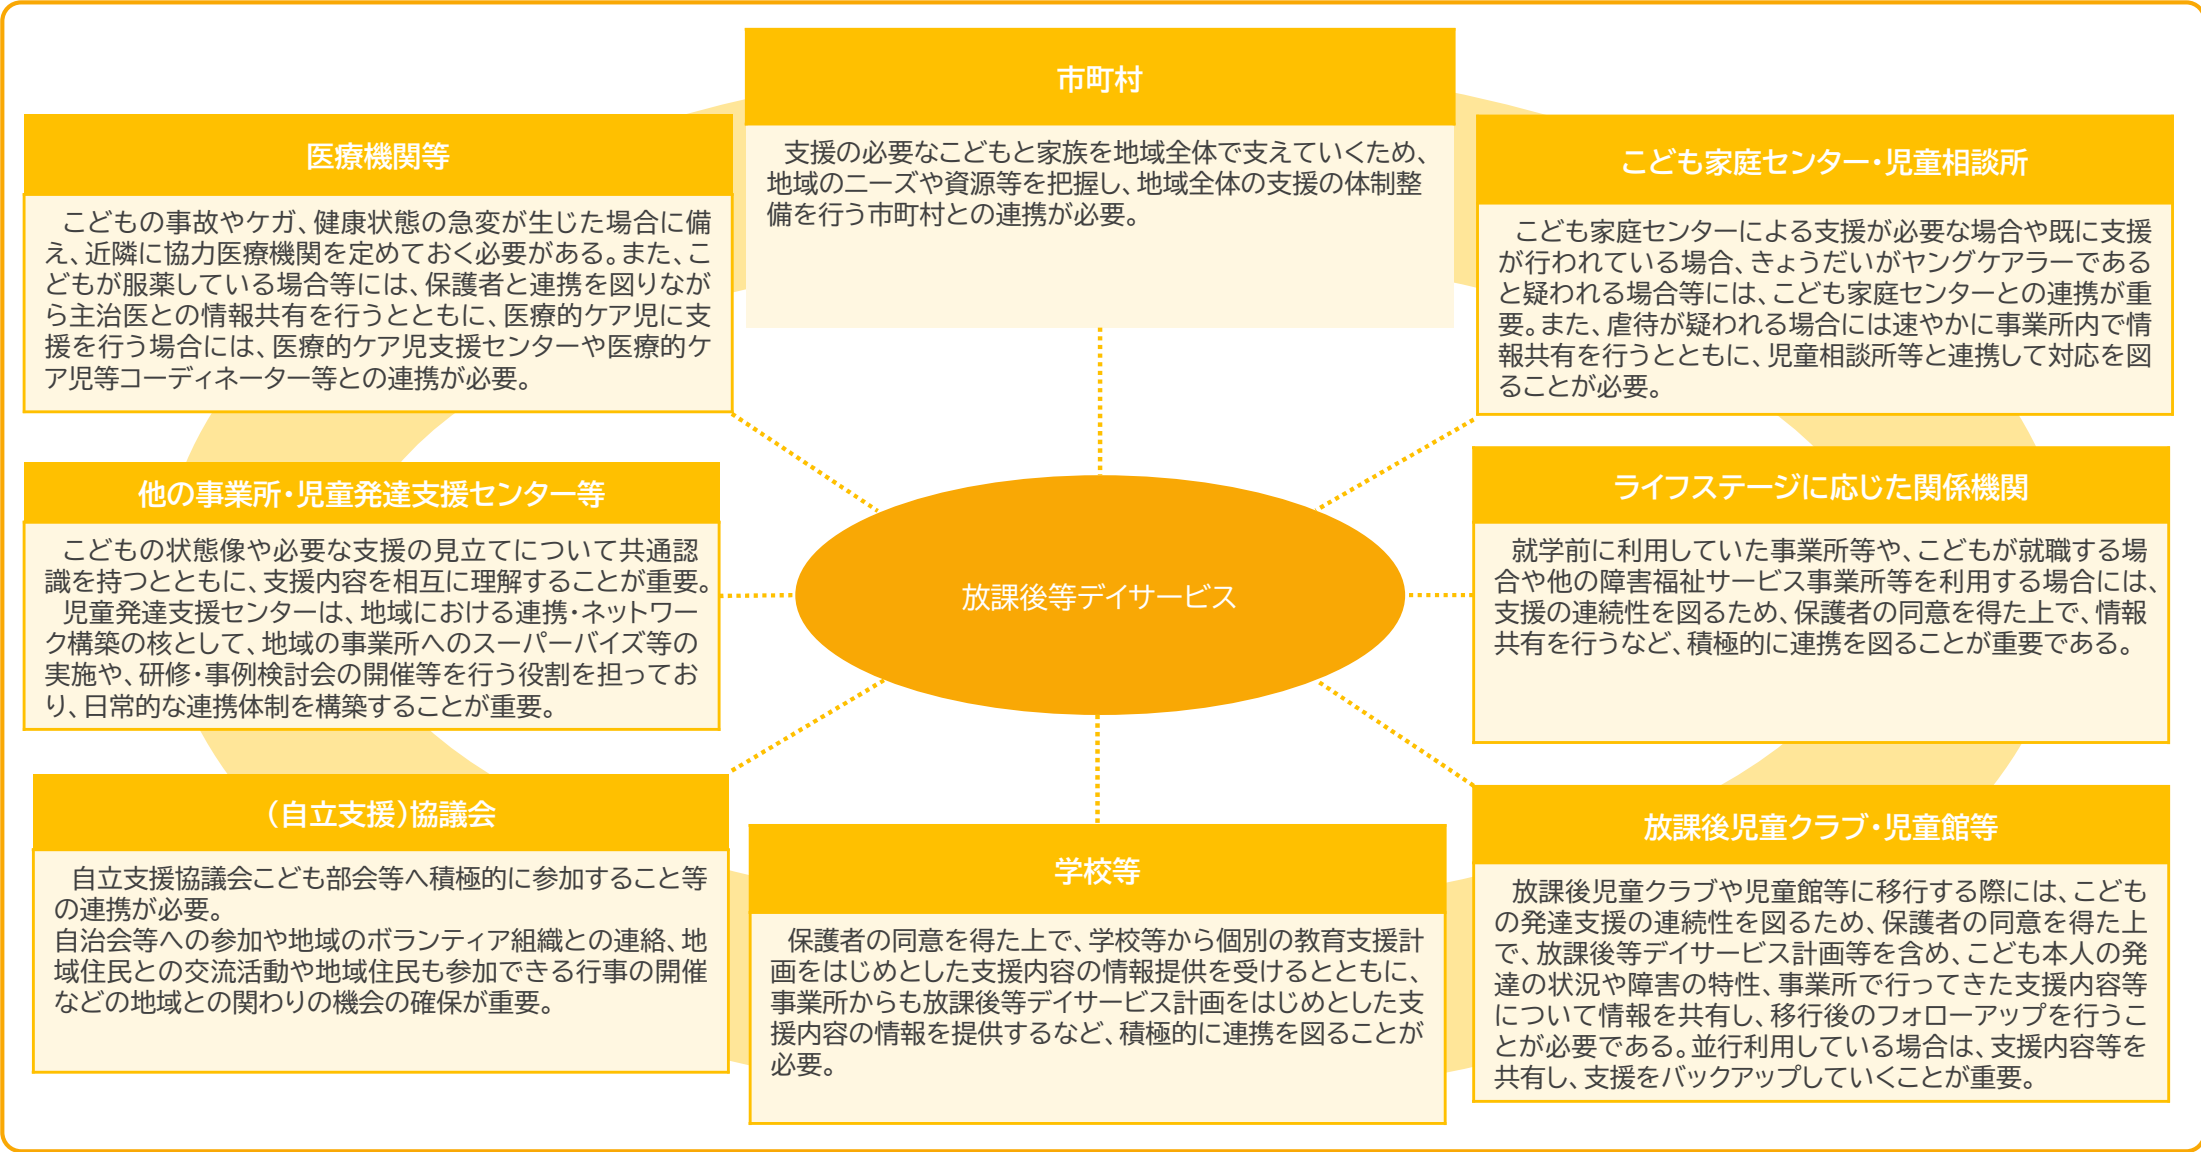 市町村
支援の必要なこどもと家族を地域全体で支えていくため、
地域のニーズや資源等を把握し、地域全体の支援の体制整
備を行う市町村との連携が必要。
医療機関等
こどもの事故やケガ、健康状態の急変が生じた場合に備
え、近隣に協力医療機関を定めておく必要がある。また、こ
どもが服薬している場合等には、保護者と連携を図りなが
ら主治医との情報共有を行うとともに、医療的ケア児に支
援を行う場合には、医療的ケア児支援センターや医療的ケ
ア児等コーディネーター等との連携が必要。
こども家庭センター・児童相談所
こども家庭センターによる支援が必要な場合や既に支援
が行われている場合、きょうだいがヤングケアラーである
と疑われる場合等には、こども家庭センターとの連携が重
要。また、虐待が疑われる場合には速やかに事業所内で情
報共有を行うとともに、児童相談所等と連携して対応を図
ることが必要。
他の事業所・児童発達支援センター等
こどもの状態像や必要な支援の見立てについて共通認
識を持つとともに、支援内容を相互に理解することが重要。
児童発達支援センターは、地域における連携・ネットワー
ク構築の核として、地域の事業所へのスーパーバイズ等の
実施や、研修・事例検討会の開催等を行う役割を担ってお
り、日常的な連携体制を構築することが重要。
放課後等デイサービス
ライフステージに応じた関係機関
就学前に利用していた事業所等や、こどもが就職する場
合や他の障害福祉サービス事業所等を利用する場合には、
支援の連続性を図るため、保護者の同意を得た上で、情報
共有を行うなど、積極的に連携を図ることが重要である。
(自立支援)協議会
自立支援協議会こども部会等へ積極的に参加すること等
の連携が必要。
自治会等への参加や地域のボランティア組織との連絡、地
域住民との交流活動や地域住民も参加できる行事の開催
などの地域との関わりの機会の確保が重要。
学校等
保護者の同意を得た上で、学校等から個別の教育支援計
画をはじめとした支援内容の情報提供を受けるとともに、
事業所からも放課後等デイサービス計画をはじめとした支
援内容の情報を提供するなど、積極的に連携を図ることが
必要。
放課後児童クラブ・児童館等
放課後児童クラブや児童館等に移行する際には、こども
の発達支援の連続性を図るため、保護者の同意を得た上
で、放課後等デイサービス計画等を含め、こども本人の発
達の状況や障害の特性、事業所で行ってきた支援内容等
について情報を共有し、移行後のフォローアップを行うこ
とが必要である。並行利用している場合は、支援内容等を
共有し、支援をバックアップしていくことが重要。